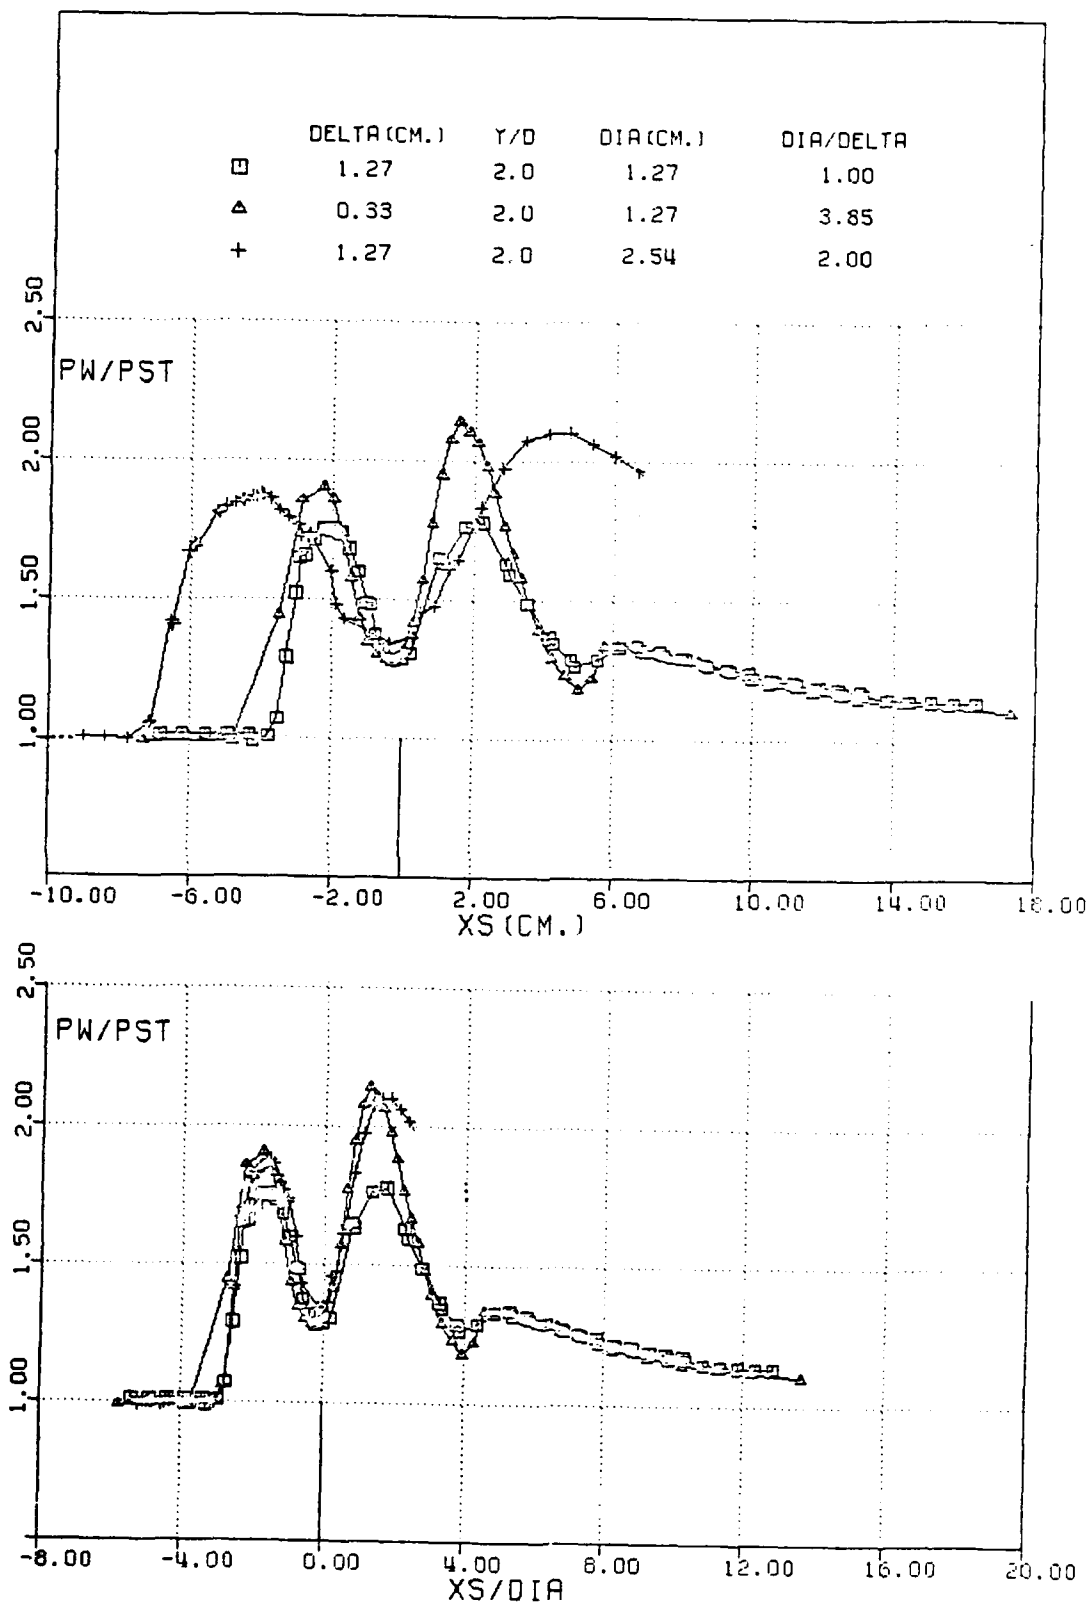 DELTA(CM.) Y/D DIA(CM.) DIA/DELTA
1.27 2.0 1.27 1.00
0.33 2.0 1.27 3.85
1.27 2.0 2.54 2.00
2.50
PW/PST
2.00
1.50
1.00
-10.00 -6.00 -2.00 2.00 6.00 10.00 14.00 18.00
XS(CM.)
2.50
PW/PST
2.00
1.50
1.00
-8.00 -4.00 0.00 4.00 8.00 12.00 16.00 20.00
XS/DIA